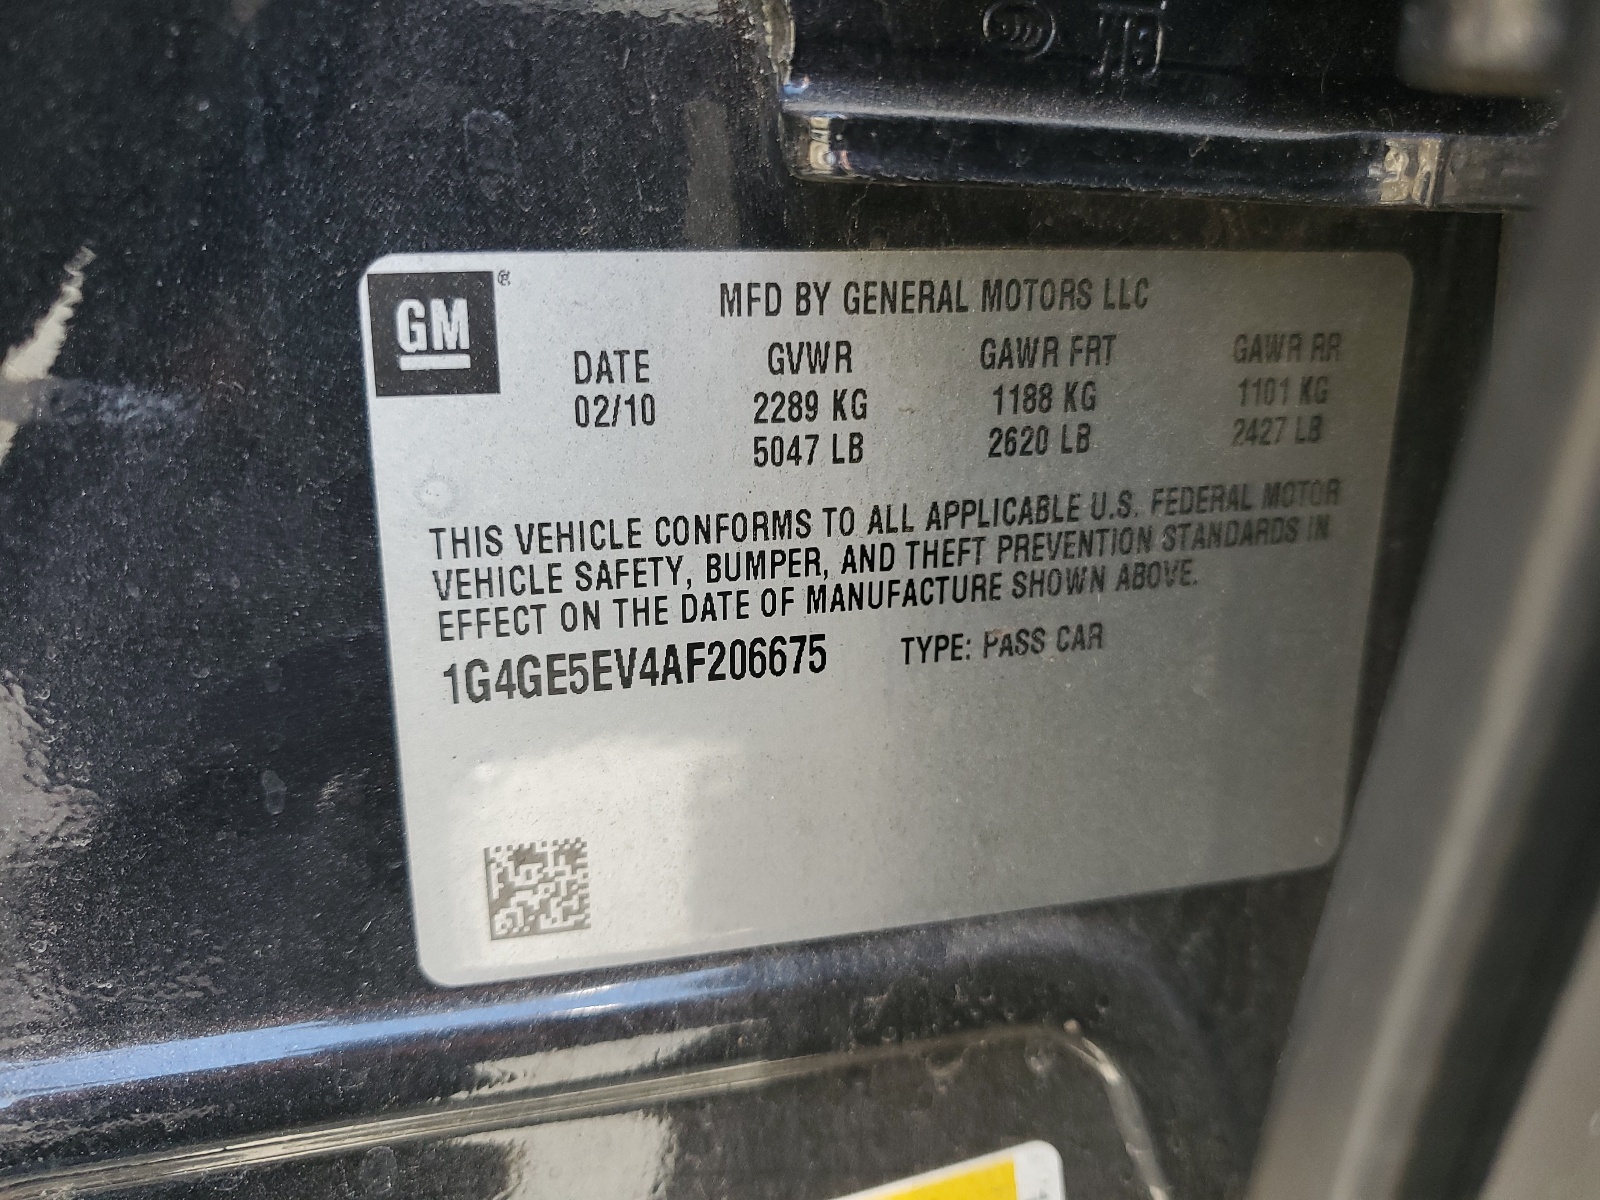 GM ®
MFD BY GENERAL MOTORS LLC
DATE GVWR GAWR FRT GAWR RR
02/10 2289 KG 1188 KG 1101 KG
5047 LB 2620 LB 2427 LB
THIS VEHICLE CONFORMS TO ALL APPLICABLE U.S. FEDERAL MOTOR
VEHICLE SAFETY, BUMPER, AND THEFT PREVENTION STANDARDS IN
EFFECT ON THE DATE OF MANUFACTURE SHOWN ABOVE.
1G4GE5EV4AF206675 TYPE: PASS CAR